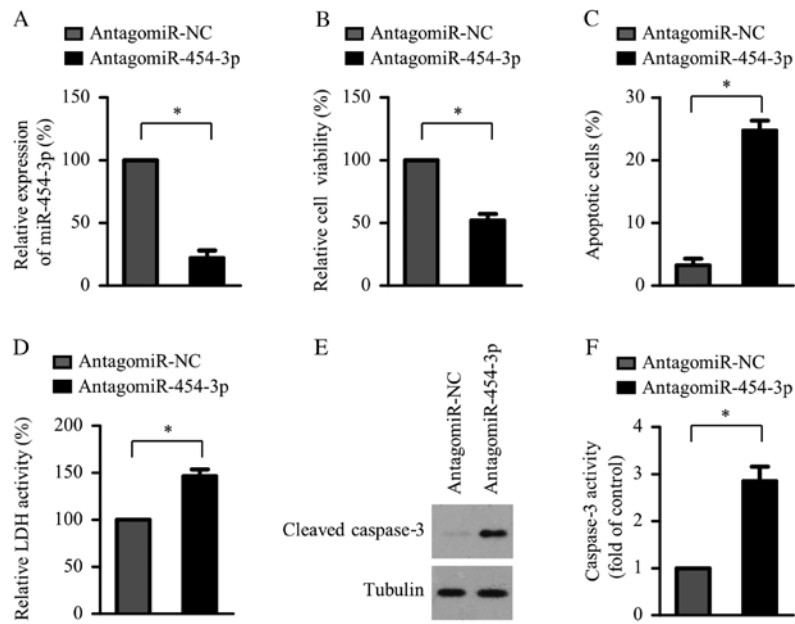 A
AntagomiR-NC
AntagomiR-454-3p
Relative expression
of miR-454-3p (%)
150
100
50
0
*
B
AntagomiR-NC
AntagomiR-454-3p
Relative cell viability (%)
150
100
50
0
*
C
AntagomiR-NC
AntagomiR-454-3p
Apoptotic cells (%)
30
20
10
0
*
D
AntagomiR-NC
AntagomiR-454-3p
Relative LDH activity (%)
200
150
100
50
0
*
E
AntagomiR-NC
AntagomiR-454-3p
Cleaved caspase-3
Tubulin
F
AntagomiR-NC
AntagomiR-454-3p
Caspase-3 activity
(fold of control)
4
3
2
1
0
*